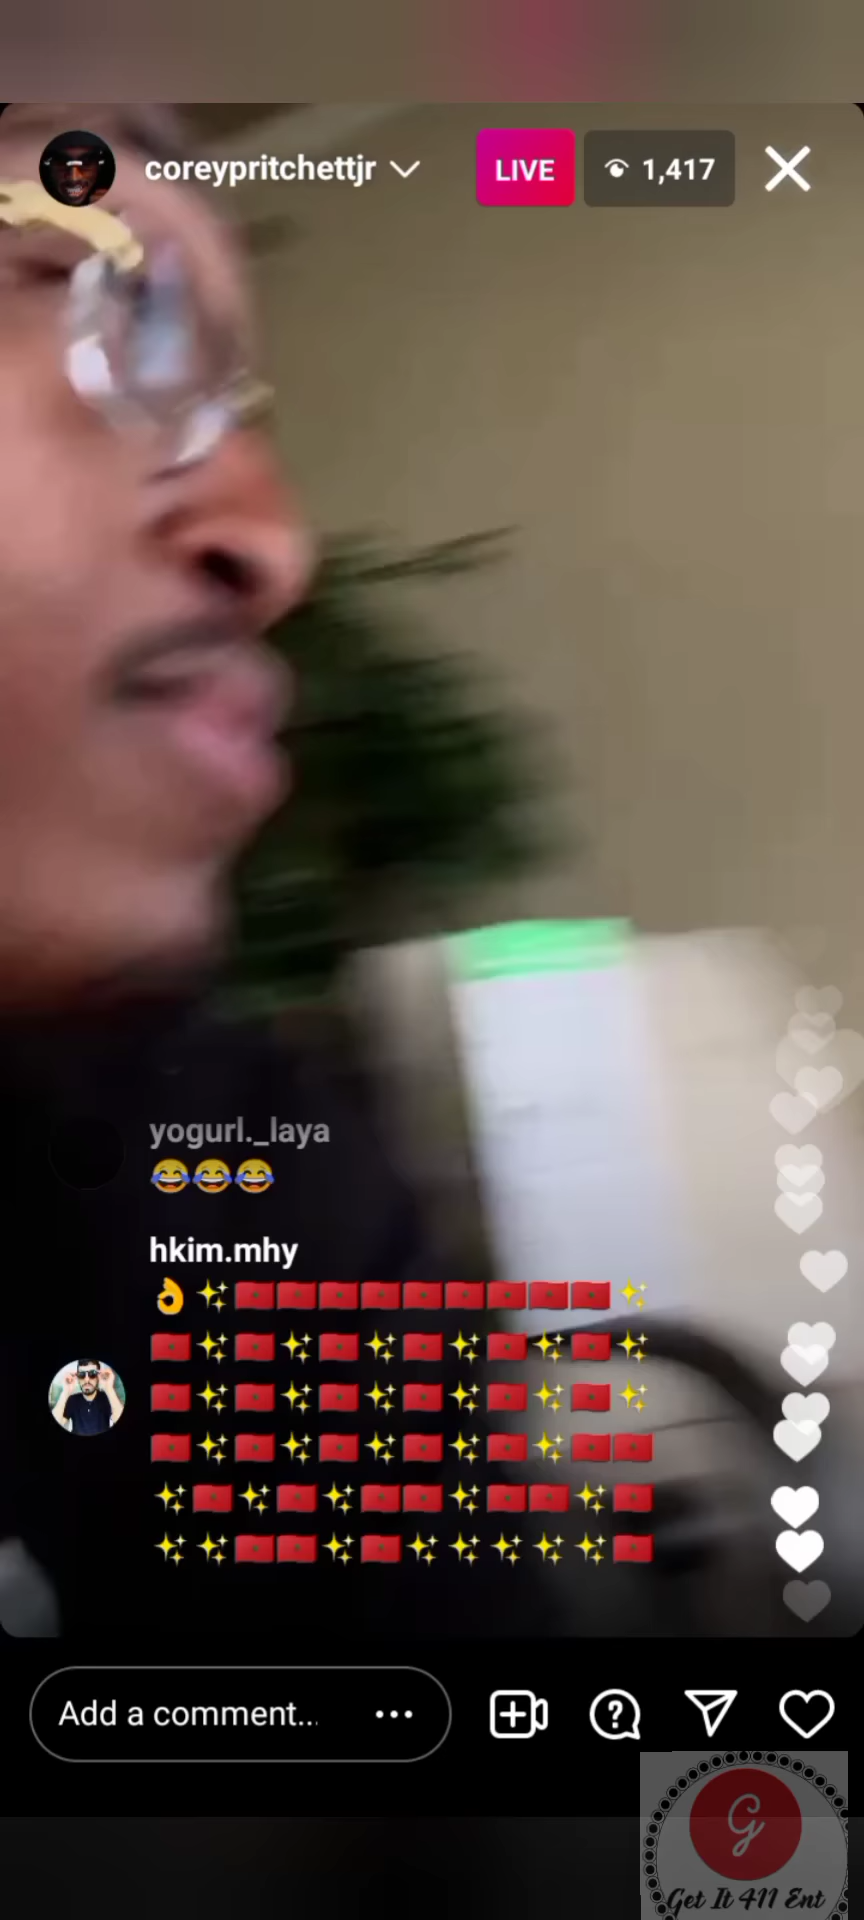 coreypritchettjr
LIVE
1,417
yogurl._laya
😂😂😂
hkim.mhy
👌✨🇲🇦🇲🇦🇲🇦🇲🇦🇲🇦🇲🇦🇲🇦🇲🇦🇲🇦✨
🇲🇦✨🇲🇦✨🇲🇦✨🇲🇦✨🇲🇦✨🇲🇦✨
🇲🇦✨🇲🇦✨🇲🇦✨🇲🇦✨🇲🇦✨🇲🇦✨
🇲🇦✨🇲🇦✨🇲🇦✨🇲🇦✨🇲🇦✨🇲🇦🇲🇦
✨🇲🇦✨🇲🇦✨🇲🇦🇲🇦✨🇲🇦🇲🇦✨🇲🇦
✨✨🇲🇦🇲🇦✨🇲🇦✨✨✨✨✨🇲🇦
Add a comment...
G
Get It 411 Ent